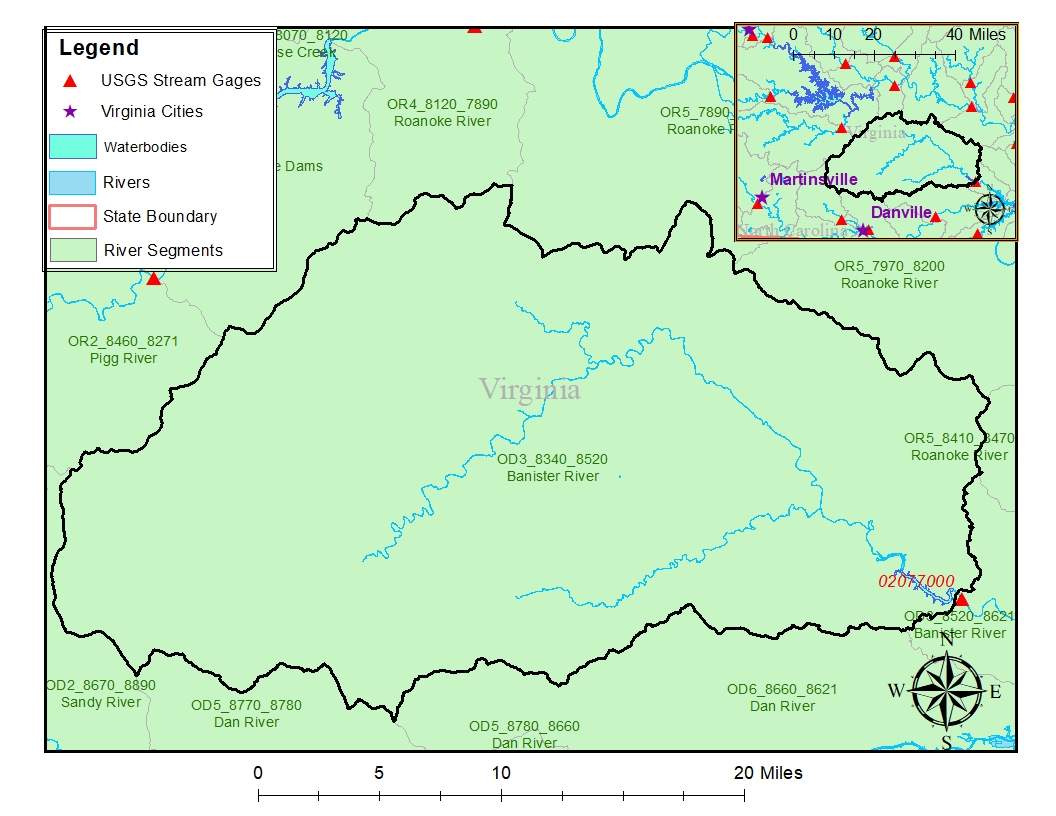 Legend
USGS Stream Gages
Virginia Cities
Waterbodies
Rivers
State Boundary
River Segments
8070_8120
se Creek
e Dams
OR4_8120_7890
Roanoke River
OR5_7890
Roanoke R
0 10 20 40 Miles
Virginia
Martinsville
Danville
North Carolina
OR5_7970_8200
Roanoke River
OR2_8460_8271
Pigg River
Virginia
OR5_8410_8470
Roanoke River
OD3_8340_8520
Banister River
02077000
OD3_8520_8621
Banister River
OD2_8670_8890
Sandy River
OD5_8770_8780
Dan River
OD5_8780_8660
Dan River
OD6_8660_8621
Dan River
N
W E
S
0 5 10 20 Miles